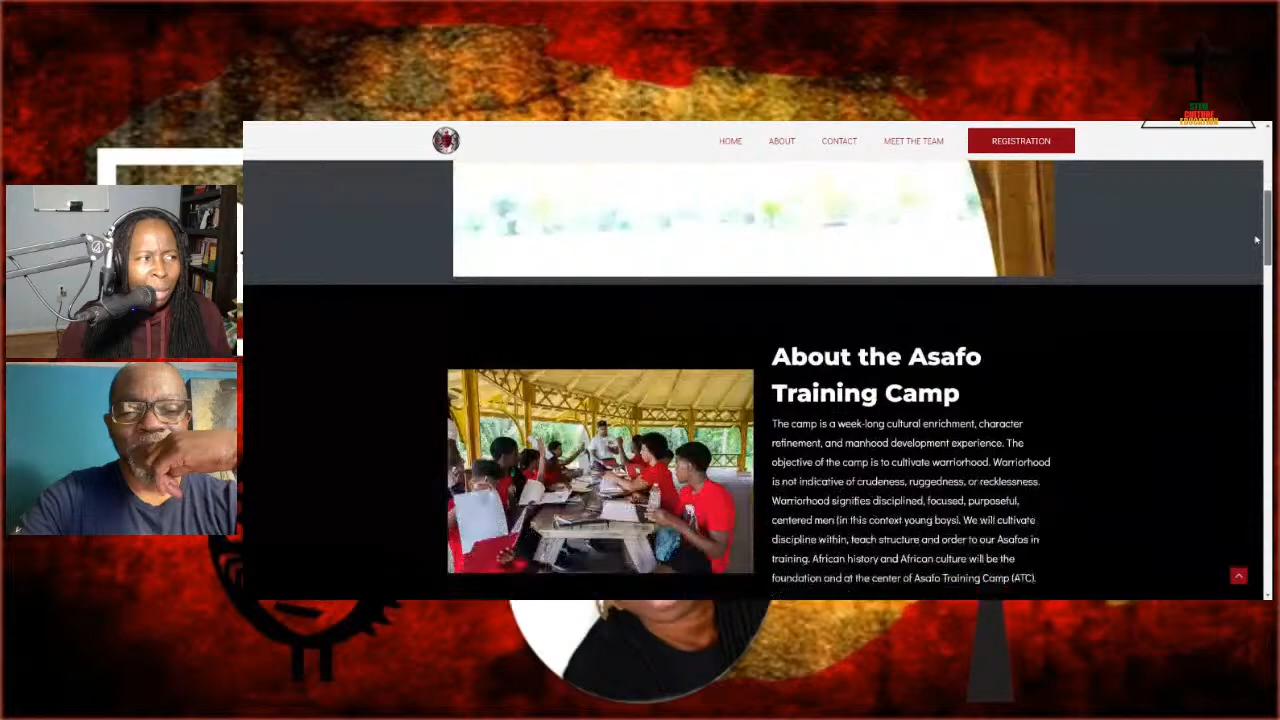 STEM
CULTURE
EDUCATION
HOME
ABOUT
CONTACT
MEET THE TEAM
REGISTRATION
About the Asafo
Training Camp
The camp is a week-long cultural enrichment, character
refinement, and manhood development experience. The
objective of the camp is to cultivate warriorhood. Warriorhood
is not indicative of crudeness, ruggedness, or recklessness.
Warriorhood signifies disciplined, focused, purposeful,
centered men (in this context young boys). We will cultivate
discipline within, teach structure and order to our Asafos in
training. African history and African culture will be the
foundation and at the center of Asafo Training Camp (ATC).